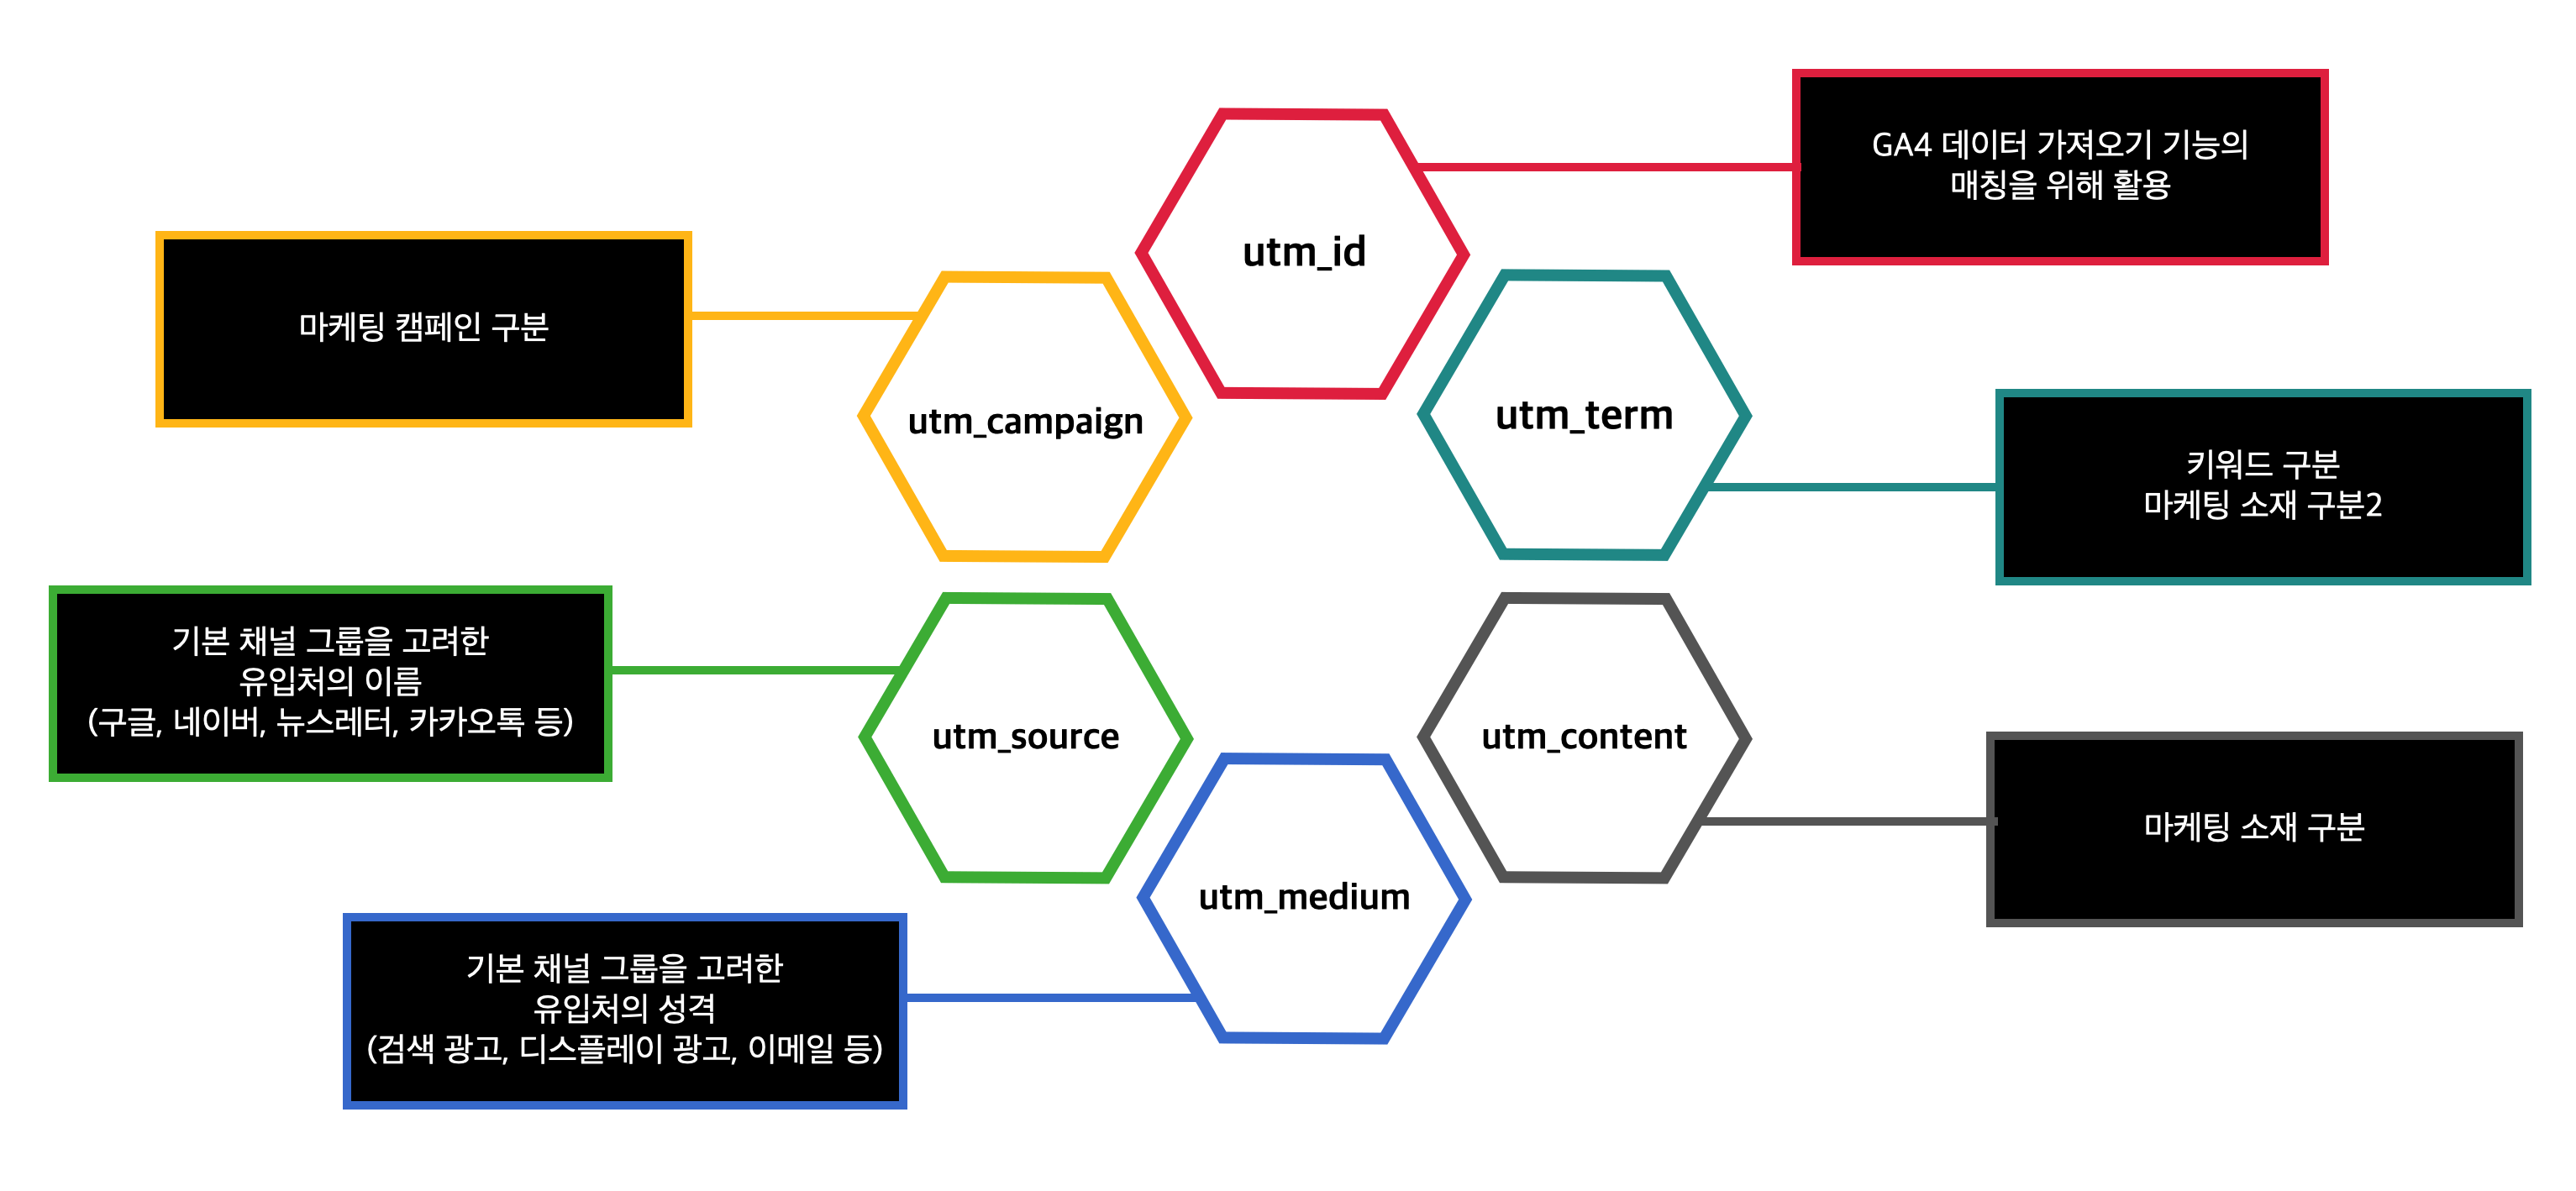 utm_id
GA4 데이터 가져오기 기능의
매칭을 위해 활용
utm_campaign
마케팅 캠페인 구분
utm_term
키워드 구분
마케팅 소재 구분2
utm_source
기본 채널 그룹을 고려한
유입처의 이름
(구글, 네이버, 뉴스레터, 카카오톡 등)
utm_content
마케팅 소재 구분
utm_medium
기본 채널 그룹을 고려한
유입처의 성격
(검색 광고, 디스플레이 광고, 이메일 등)